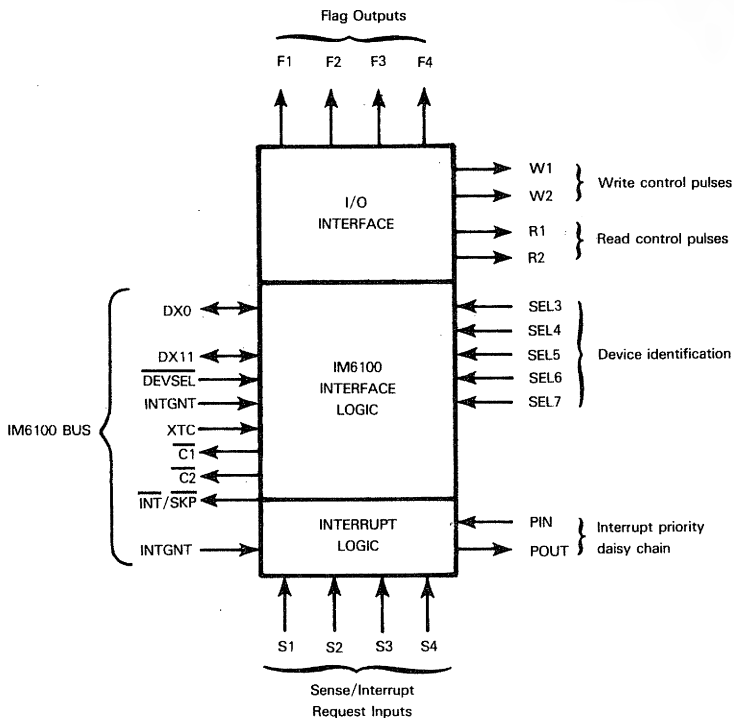 Flag Outputs
F1 F2 F3 F4
I/O
INTERFACE
W1
W2
Write control pulses
R1
R2
Read control pulses
IM6100 BUS
DX0
DX11
DEVSEL
INTGNT
XTC
C1
C2
INT/SKP
INTGNT
IM6100
INTERFACE
LOGIC
SEL3
SEL4
SEL5
SEL6
SEL7
Device identification
INTERRUPT
LOGIC
PIN
POUT
Interrupt priority
daisy chain
S1 S2 S3 S4
Sense/Interrupt
Request Inputs